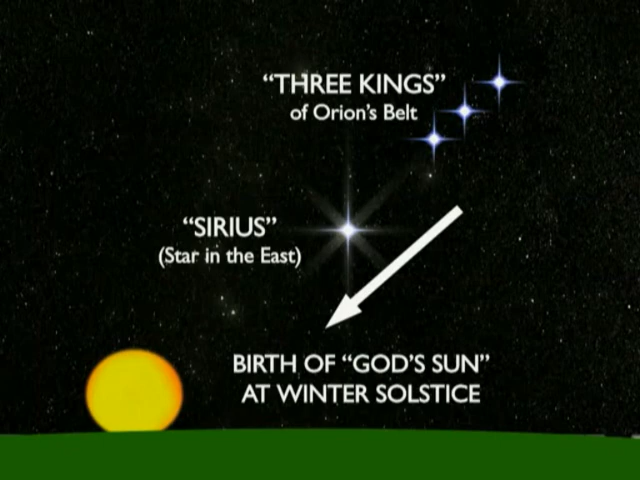 “THREE KINGS”
of Orion’s Belt
“SIRIUS”
(Star in the East)
BIRTH OF “GOD’S SUN”
AT WINTER SOLSTICE